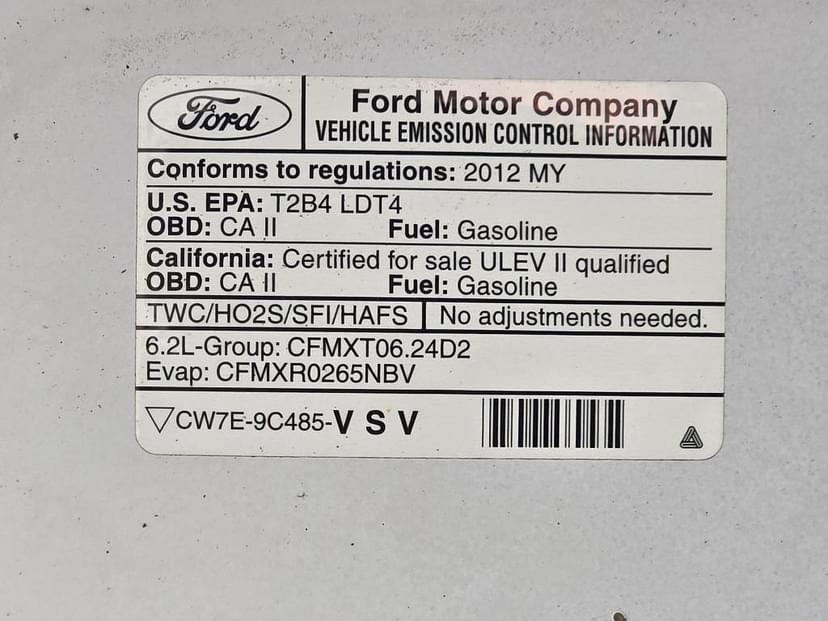 Ford
Ford Motor Company
VEHICLE EMISSION CONTROL INFORMATION
Conforms to regulations: 2012 MY
U.S. EPA: T2B4 LDT4
OBD: CA II Fuel: Gasoline
California: Certified for sale ULEV II qualified
OBD: CA II Fuel: Gasoline
TWC/HO2S/SFI/HAFS No adjustments needed.
6.2L-Group: CFMXT06.24D2
Evap: CFMXR0265NBV
▽CW7E-9C485-V S V